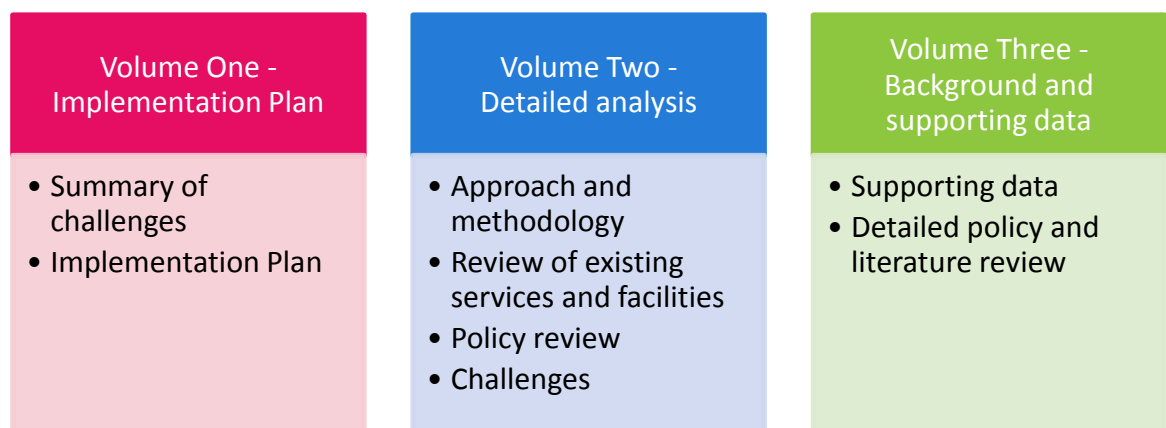 Volume One -
Implementation Plan
• Summary of
challenges
• Implementation Plan
Volume Two -
Detailed analysis
• Approach and
methodology
• Review of existing
services and facilities
• Policy review
• Challenges
Volume Three -
Background and
supporting data
• Supporting data
• Detailed policy and
literature review